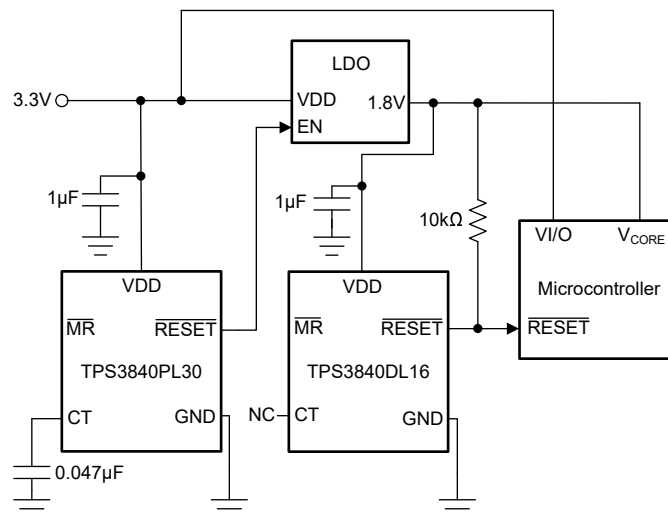 LDO
3.3V
VDD
1.8V
EN
1µF
1µF
10kΩ
VI/O
VCORE
VDD
VDD
Microcontroller
MR
RESET
MR
RESET
RESET
TPS3840PL30
TPS3840DL16
CT
GND
NC
CT
GND
0.047µF